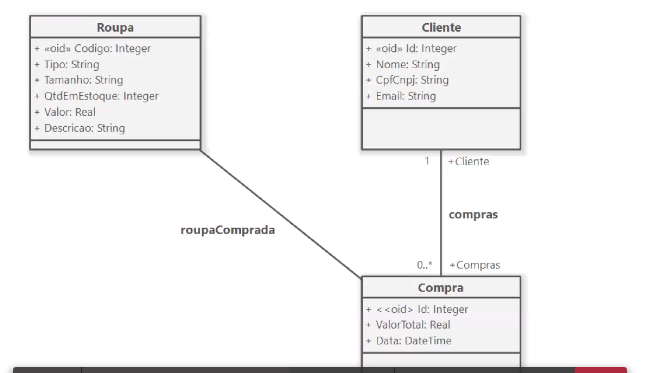 Roupa
+ «oid» Codigo: Integer
+ Tipo: String
+ Tamanho: String
+ QtdEmEstoque: Integer
+ Valor: Real
+ Descricao: String
Cliente
+ «oid» Id: Integer
+ Nome: String
+ CpfCnpj: String
+ Email: String
1
+Cliente
compras
roupaComprada
0..*
+Compras
Compra
+ <<oid> Id: Integer
+ ValorTotal: Real
+ Data: DateTime